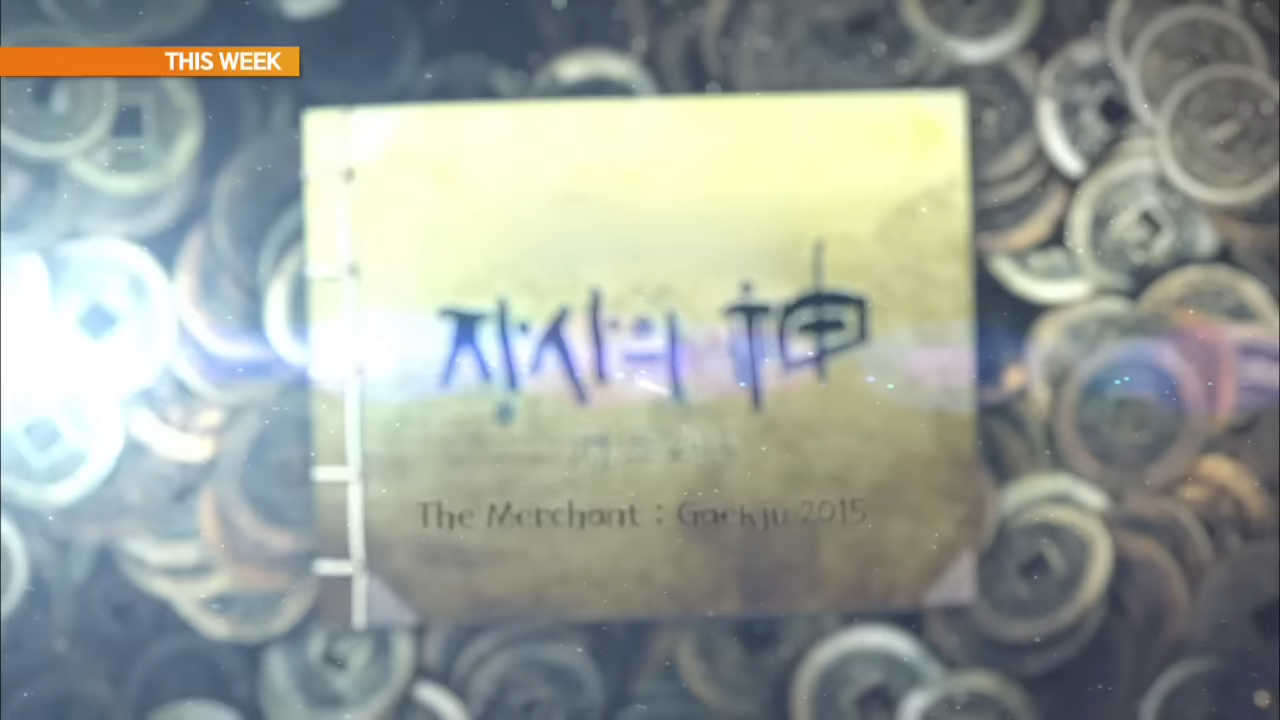 THIS WEEK
장사의 神
The Merchant : Gaekju 2015